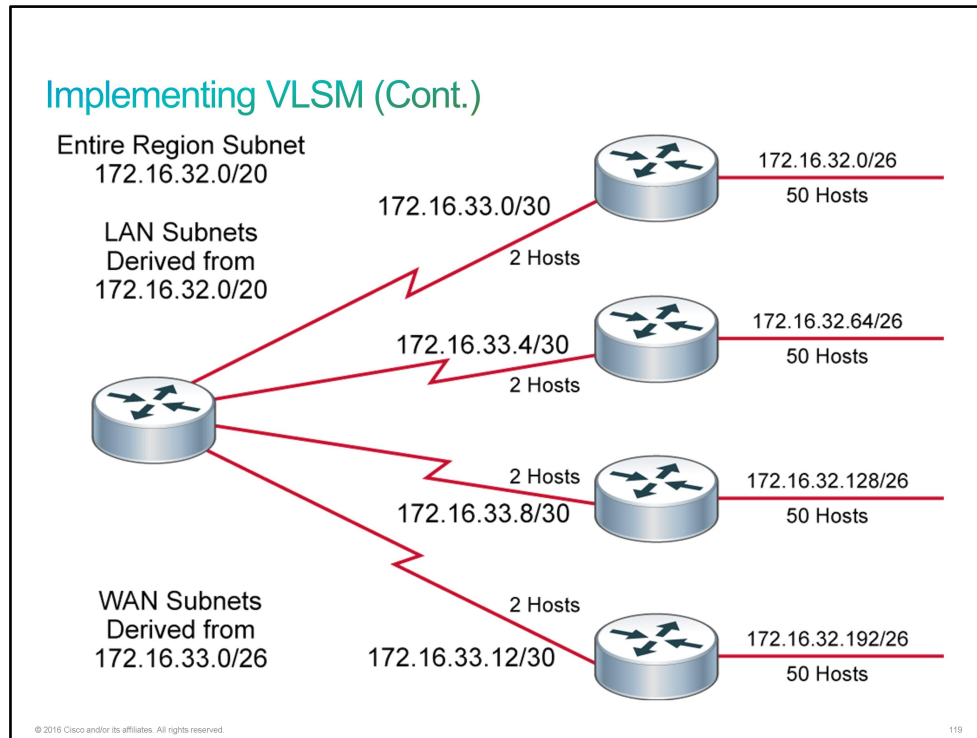 Implementing VLSM (Cont.)
Entire Region Subnet
172.16.32.0/20
LAN Subnets
Derived from
172.16.32.0/20
172.16.33.0/30
2 Hosts
172.16.32.0/26
50 Hosts
172.16.33.4/30
2 Hosts
172.16.32.64/26
50 Hosts
2 Hosts
172.16.33.8/30
172.16.32.128/26
50 Hosts
WAN Subnets
Derived from
172.16.33.0/26
2 Hosts
172.16.33.12/30
172.16.32.192/26
50 Hosts
© 2016 Cisco and/or its affiliates. All rights reserved.
119